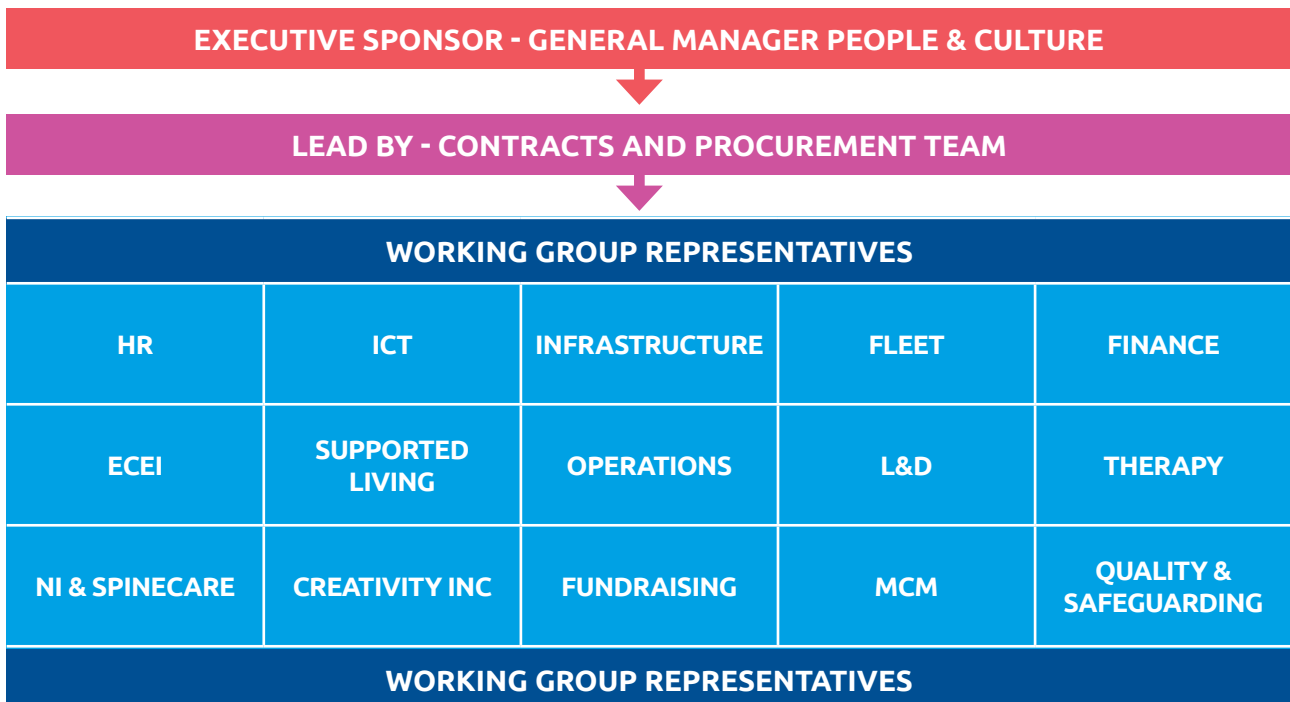 EXECUTIVE SPONSOR - GENERAL MANAGER PEOPLE & CULTURE
LEAD BY - CONTRACTS AND PROCUREMENT TEAM
WORKING GROUP REPRESENTATIVES
HR
ICT
INFRASTRUCTURE
FLEET
FINANCE
ECEI
SUPPORTED
LIVING
OPERATIONS
L&D
THERAPY
NI & SPINECARE
CREATIVITY INC
FUNDRAISING
MCM
QUALITY &
SAFEGUARDING
WORKING GROUP REPRESENTATIVES